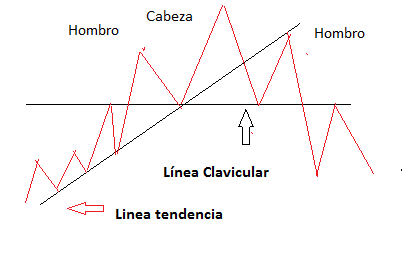 Cabeza
Hombro
Hombro
Línea Clavicular
Linea tendencia